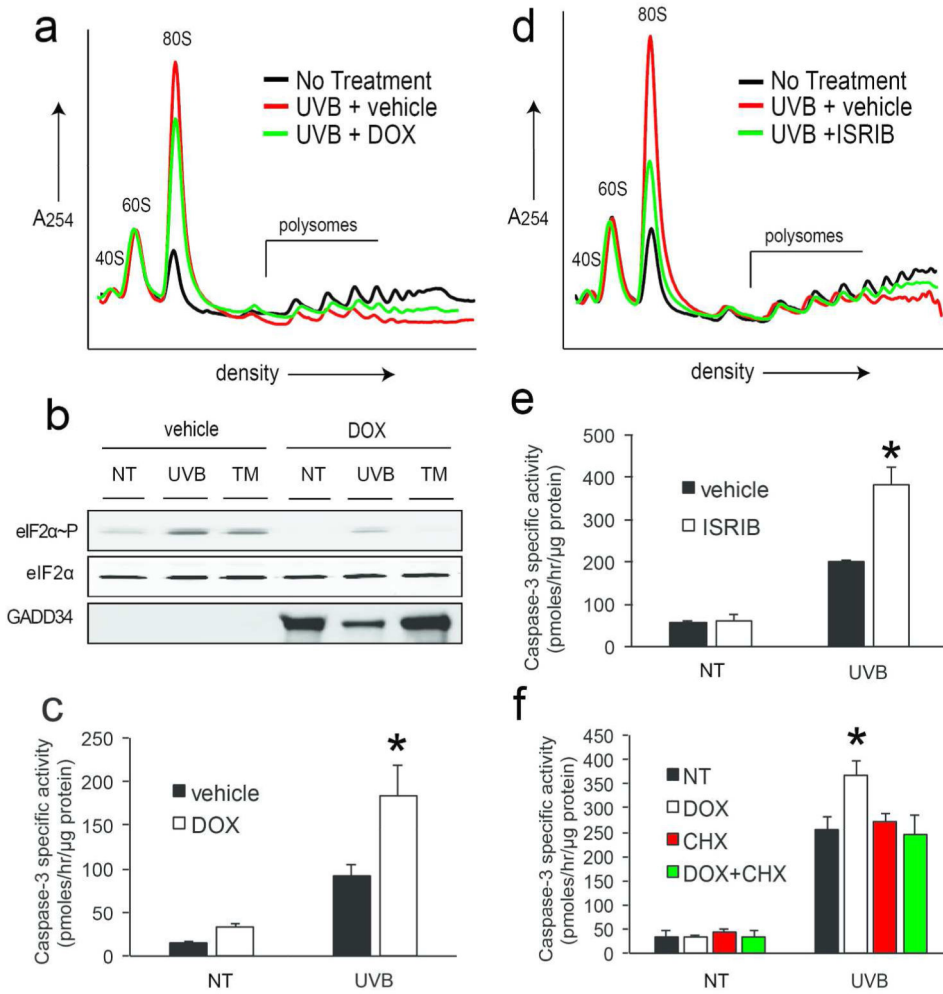 a
80S
No Treatment
UVB + vehicle
UVB + DOX
60S
A254
polysomes
40S
density
d
80S
No Treatment
UVB + vehicle
UVB +ISRIB
60S
A254
polysomes
40S
density
b
vehicle DOX
NT UVB TM NT UVB TM
eIF2α~P
eIF2α
GADD34
c
Caspase-3 specific activity
(pmoles/hr/µg protein)
250
200
150
100
50
0
vehicle
DOX
*
NT UVB
e
Caspase-3 specific activity
(pmoles/hr/µg protein)
500
400
300
200
100
0
vehicle
ISRIB
*
NT UVB
f
Caspase-3 specific activity
(pmoles/hr/µg protein)
450
400
350
300
250
200
150
100
50
0
NT
DOX
CHX
DOX+CHX
*
NT UVB